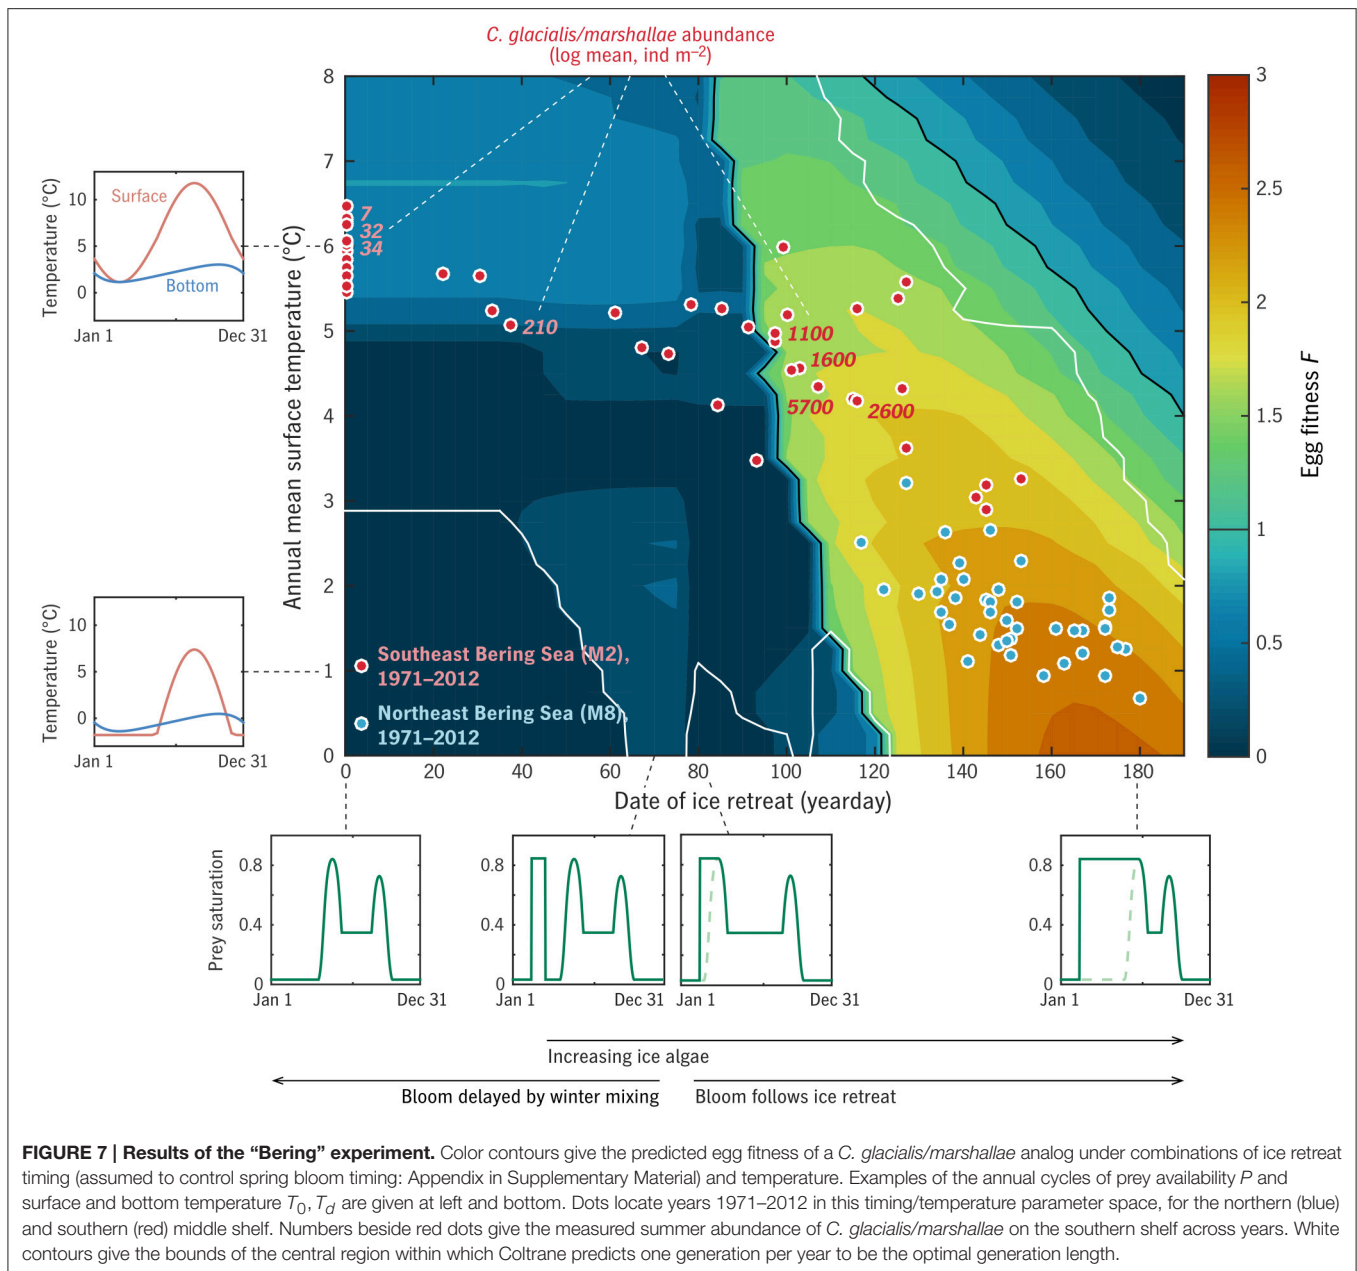 C. glacialis/marshallae abundance
(log mean, ind m–2)
8
7
6
5
4
3
2
1
0
Annual mean surface temperature (°C)
0
20
40
60
80
100
120
140
160
180
Date of ice retreat (yearday)
7
32
34
210
1100
1600
5700
2600
Southeast Bering Sea (M2),
1971–2012
Northeast Bering Sea (M8),
1971–2012
3
2.5
2
1.5
1
0.5
0
Egg fitness F
Temperature (°C)
10
5
0
Surface
Bottom
Jan 1
Dec 31
Temperature (°C)
10
5
0
Jan 1
Dec 31
Prey saturation
0.8
0.4
0
Jan 1
Dec 31
0.8
0.4
0
Jan 1
Dec 31
0.8
0.4
0
Jan 1
Dec 31
0.8
0.4
0
Jan 1
Dec 31
Increasing ice algae
Bloom delayed by winter mixing
Bloom follows ice retreat
FIGURE 7 | Results of the “Bering” experiment. Color contours give the predicted egg fitness of a C. glacialis/marshallae analog under combinations of ice retreat
timing (assumed to control spring bloom timing: Appendix in Supplementary Material) and temperature. Examples of the annual cycles of prey availability P and
surface and bottom temperature T0, Td are given at left and bottom. Dots locate years 1971–2012 in this timing/temperature parameter space, for the northern (blue)
and southern (red) middle shelf. Numbers beside red dots give the measured summer abundance of C. glacialis/marshallae on the southern shelf across years. White
contours give the bounds of the central region within which Coltrane predicts one generation per year to be the optimal generation length.